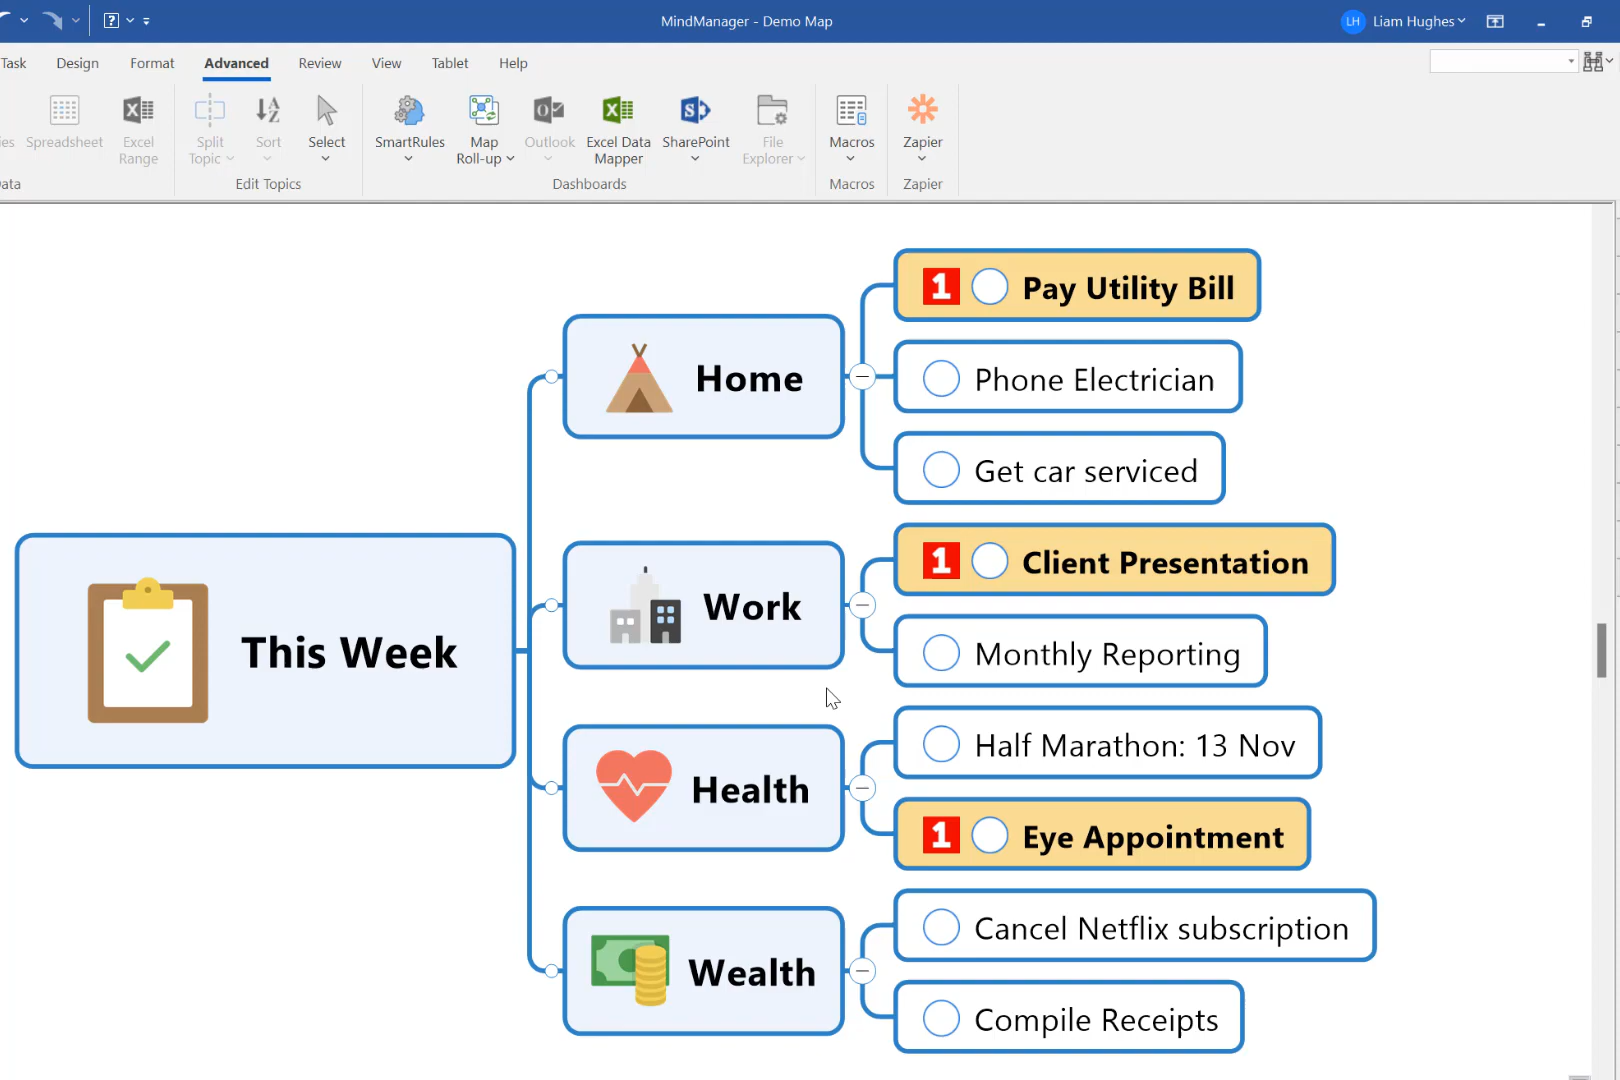 MindManager - Demo Map
LH Liam Hughes
Task Design Format Advanced Review View Tablet Help
Spreadsheet
Excel Range
Split Topic
Sort
Select
SmartRules
Map Roll-up
Outlook
Excel Data Mapper
SharePoint
File Explorer
Macros
Zapier
Edit Topics
Dashboards
Macros
Zapier
This Week
Home
1 Pay Utility Bill
Phone Electrician
Get car serviced
Work
1 Client Presentation
Monthly Reporting
Health
Half Marathon: 13 Nov
1 Eye Appointment
Wealth
Cancel Netflix subscription
Compile Receipts